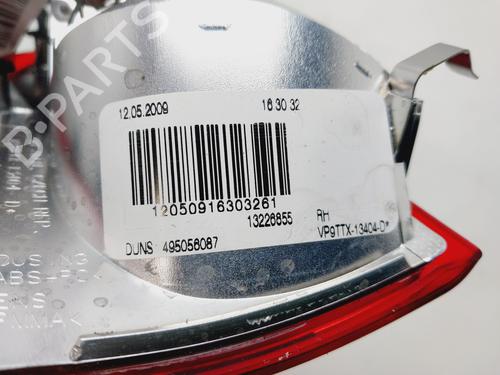 B-PARTS
12.05.2009 16:30:32
12050916303261
13226855
DUNS: 495056087
RH
VP9TTX-13404-D*